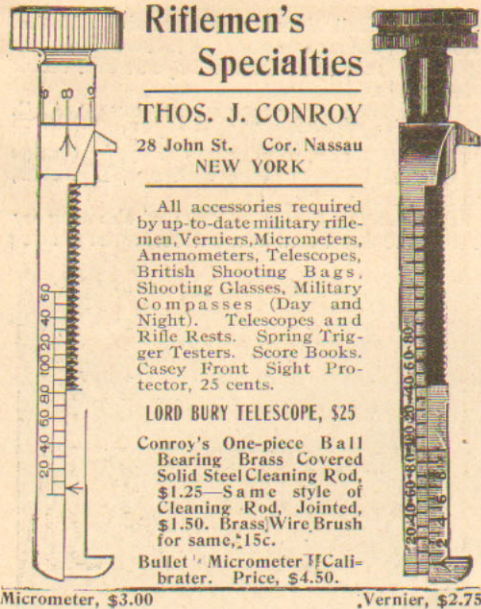 Riflemen's
Specialties
THOS. J. CONROY
28 John St. Cor. Nassau
NEW YORK
All accessories required
by up-to-date military rifle-
men, Verniers, Micrometers,
Anemometers, Telescopes,
British Shooting Bags,
Shooting Glasses, Military
Compasses (Day and
Night). Telescopes and
Rifle Rests. Spring Trig-
ger Testers. Score Books.
Casey Front Sight Pro-
tector, 25 cents.
LORD BURY TELESCOPE, $25
Conroy's One-piece Ball
Bearing Brass Covered
Solid Steel Cleaning Rod,
$1.25—Same style of
Cleaning Rod, Jointed,
$1.50. Brass Wire Brush
for same, 15c.
Bullet Micrometer Cali-
brater. Price, $4.50.
Micrometer, $3.00
Vernier, $2.75